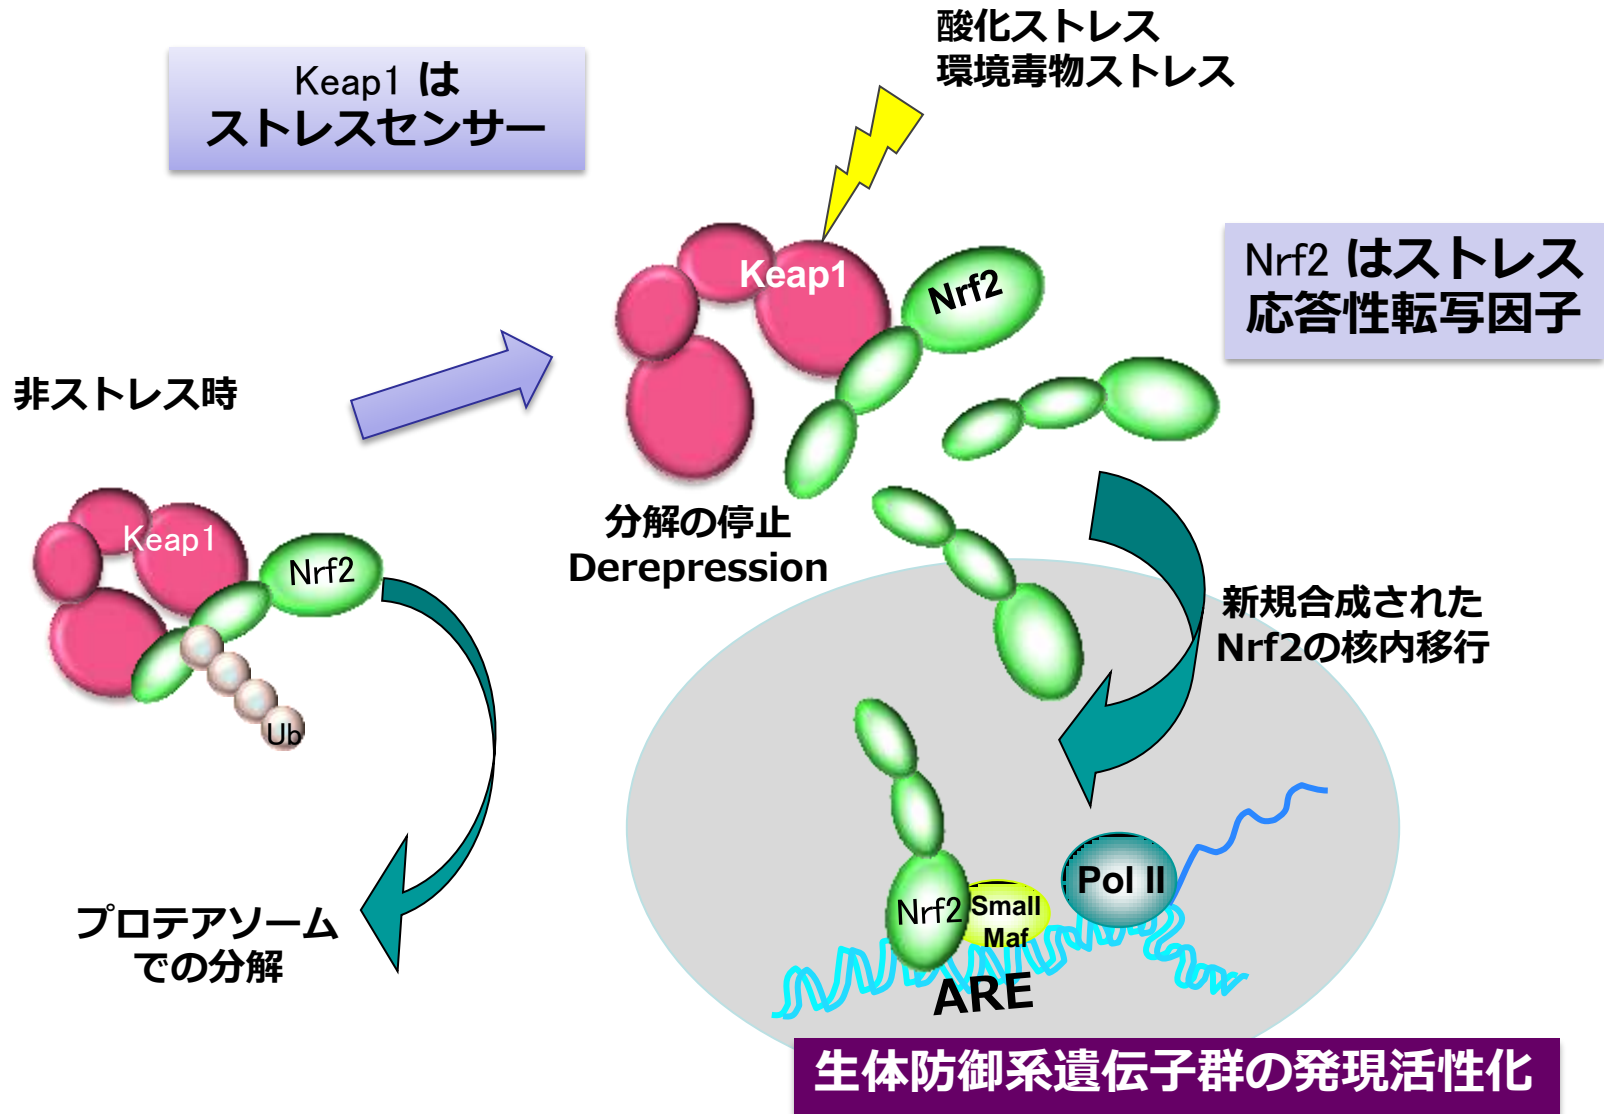 酸化ストレス
環境毒物ストレス
Keap1 は
ストレスセンサー
Keap1
Nrf2
Nrf2 はストレス
応答性転写因子
非ストレス時
分解の停止
Derepression
Keap1
Nrf2
Ub
新規合成された
Nrf2の核内移行
プロテアソーム
での分解
Nrf2
Small
Maf
Pol II
ARE
生体防御系遺伝子群の発現活性化